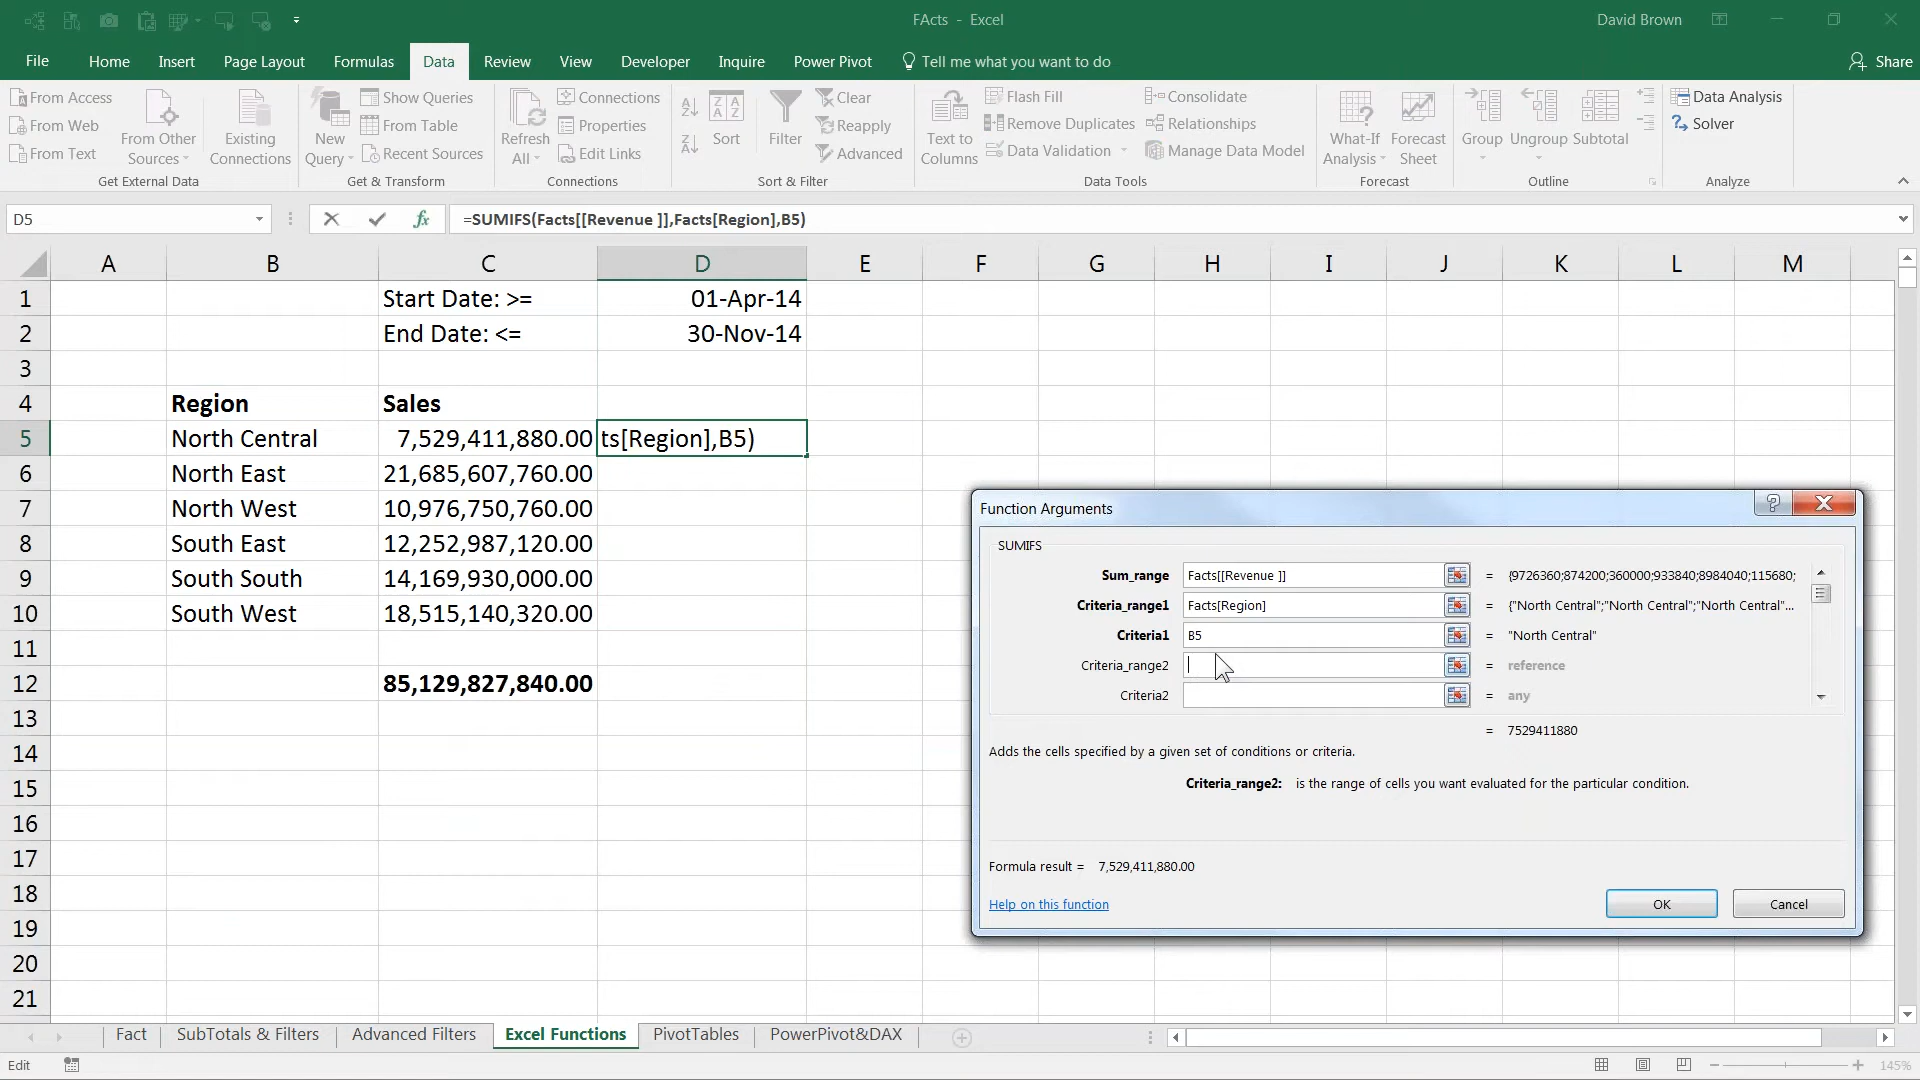 FActs - Excel
David Brown
File Home Insert Page Layout Formulas Data Review View Developer Inquire Power Pivot Tell me what you want to do Share
From Access
From Web
From Text
From Other Sources
Existing Connections
Get External Data
New Query
Show Queries
From Table
Recent Sources
Get & Transform
Refresh All
Connections
Properties
Edit Links
Connections
Sort
Filter
Clear
Reapply
Advanced
Sort & Filter
Text to Columns
Flash Fill
Remove Duplicates
Data Validation
Consolidate
Relationships
Manage Data Model
Data Tools
What-If Analysis
Forecast Sheet
Forecast
Group
Ungroup
Subtotal
Outline
Data Analysis
Solver
Analyze
D5 fx =SUMIFS(Facts[[Revenue ]],Facts[Region],B5)
A B C D E F G H I J K L M
1 Start Date: >= 01-Apr-14
2 End Date: <= 30-Nov-14
3
4 Region Sales
5 North Central 7,529,411,880.00 ts[Region],B5)
6 North East 21,685,607,760.00
7 North West 10,976,750,760.00
8 South East 12,252,987,120.00
9 South South 14,169,930,000.00
10 South West 18,515,140,320.00
11
12 85,129,827,840.00
13
14
15
16
17
18
19
20
21
Function Arguments
SUMIFS
Sum_range Facts[[Revenue ]] = {9726360;874200;360000;933840;8984040;115680;
Criteria_range1 Facts[Region] = {"North Central";"North Central";"North Central"...
Criteria1 B5 = "North Central"
Criteria_range2 = reference
Criteria2 = any
= 7529411880
Adds the cells specified by a given set of conditions or criteria.
Criteria_range2: is the range of cells you want evaluated for the particular condition.
Formula result = 7,529,411,880.00
Help on this function
OK
Cancel
Fact SubTotals & Filters Advanced Filters Excel Functions PivotTables PowerPivot&DAX
Edit
145%